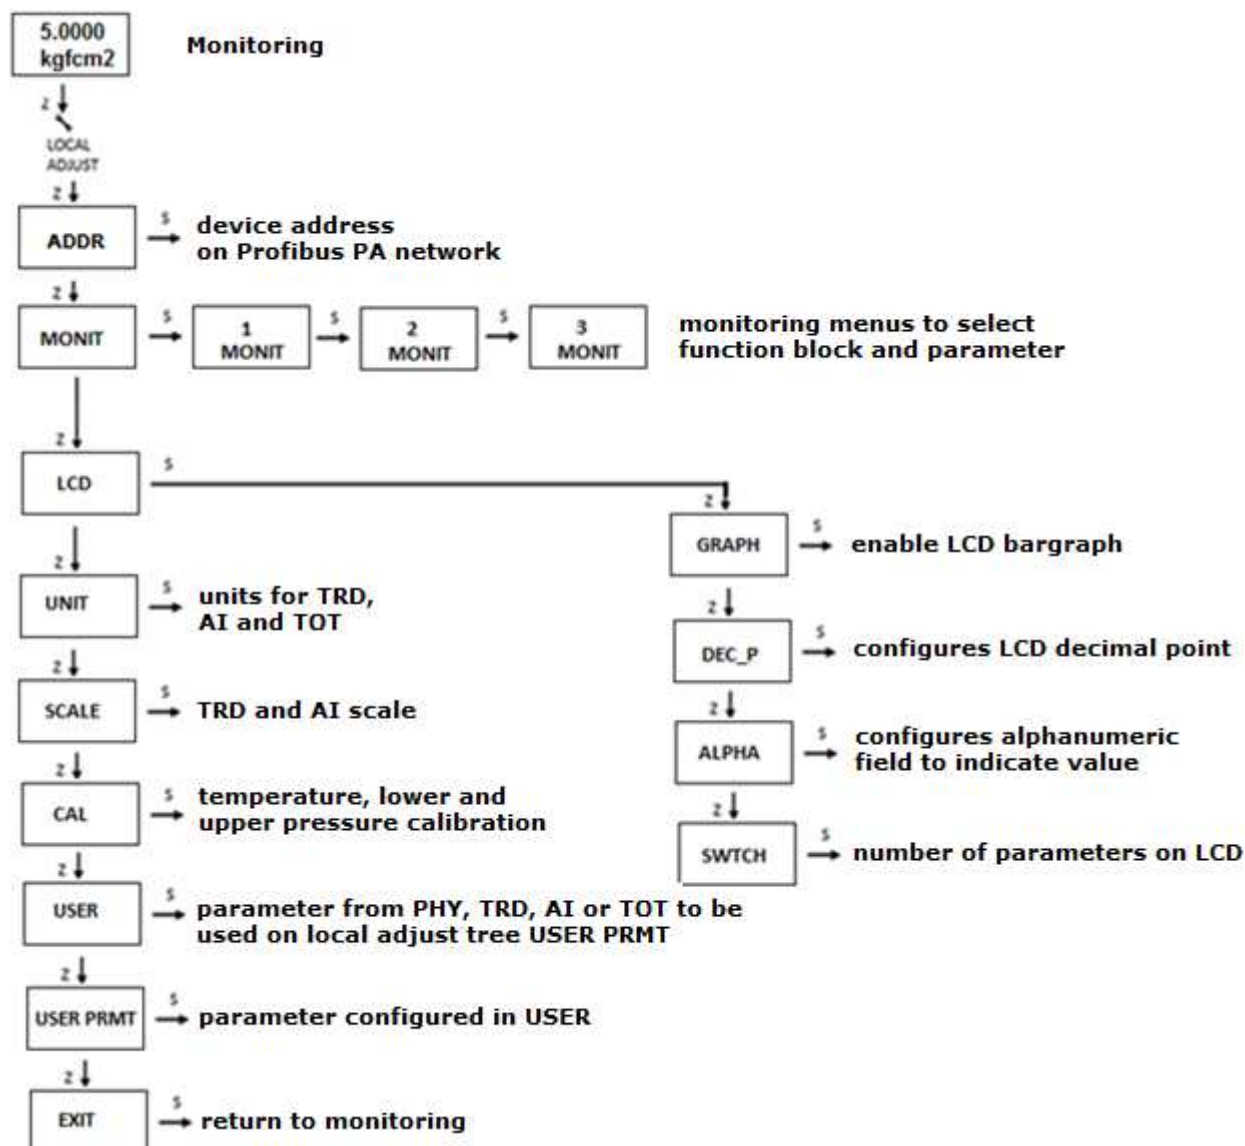 5.0000
kgfcm2
Monitoring
Z
LOCAL
ADJUST
Z
ADDR
S
device address
on Profibus PA network
Z
MONIT
S
1
MONIT
S
2
MONIT
S
3
MONIT
monitoring menus to select
function block and parameter
Z
LCD
S
Z
GRAPH
S
enable LCD bargraph
Z
UNIT
S
units for TRD,
AI and TOT
Z
DEC_P
S
configures LCD decimal point
Z
SCALE
S
TRD and AI scale
Z
ALPHA
S
configures alphanumeric
field to indicate value
Z
CAL
S
temperature, lower and
upper pressure calibration
Z
SWTCH
S
number of parameters on LCD
Z
USER
S
parameter from PHY, TRD, AI or TOT to be
used on local adjust tree USER PRMT
Z
USER PRMT
S
parameter configured in USER
Z
EXIT
S
return to monitoring